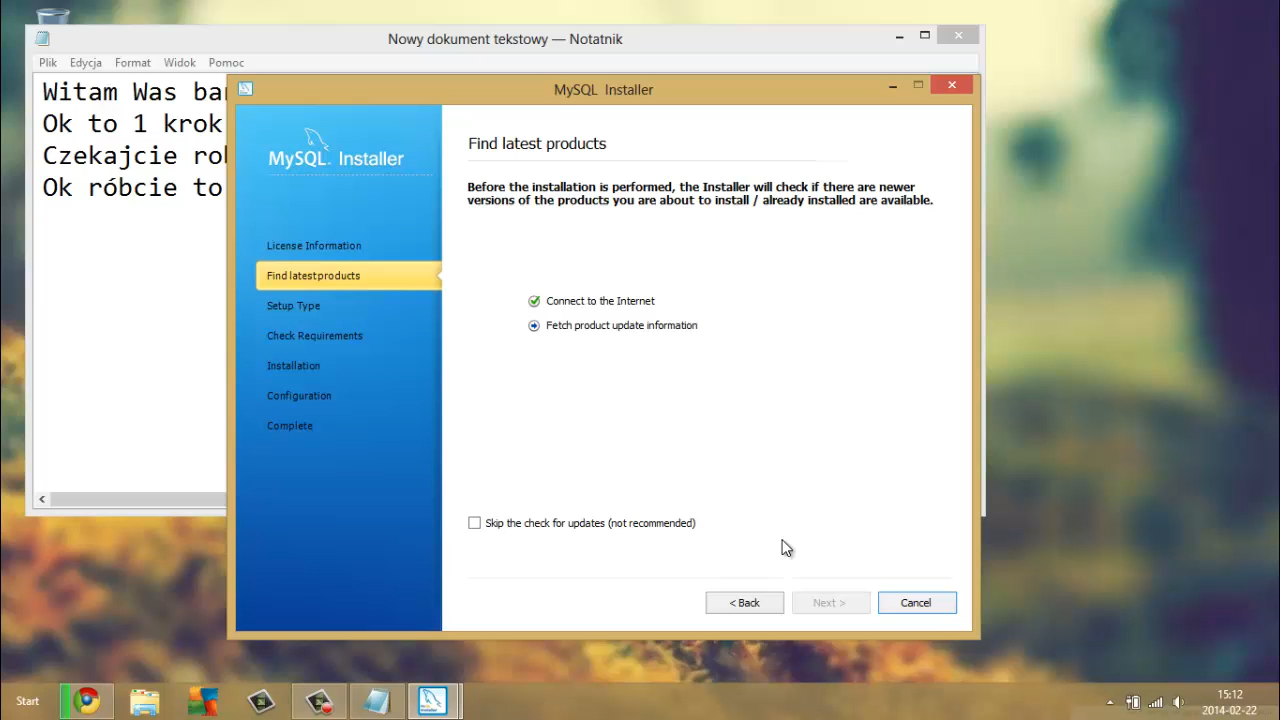 Nowy dokument tekstowy — Notatnik
Plik Edycja Format Widok Pomoc
Witam Was
Ok to 1 krok
Czekajcie
Ok róbcie to
MySQL Installer
MySQL Installer
License Information
Find latest products
Setup Type
Check Requirements
Installation
Configuration
Complete
Find latest products
Before the installation is performed, the Installer will check if there are newer
versions of the products you are about to install / already installed are available.
Connect to the Internet
Fetch product update information
Skip the check for updates (not recommended)
< Back Next > Cancel
Start
15:12
2014-02-22